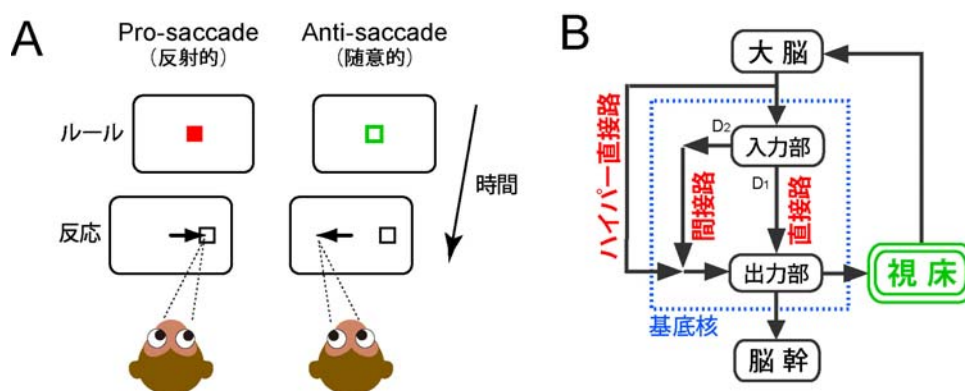 A
Pro-saccade
(反射的)
Anti-saccade
(随意的)
ルール
反応
時間
B
大脳
ハイパー直接路
D2
入力部
D1
間接路
直接路
出力部
視床
基底核
脳幹